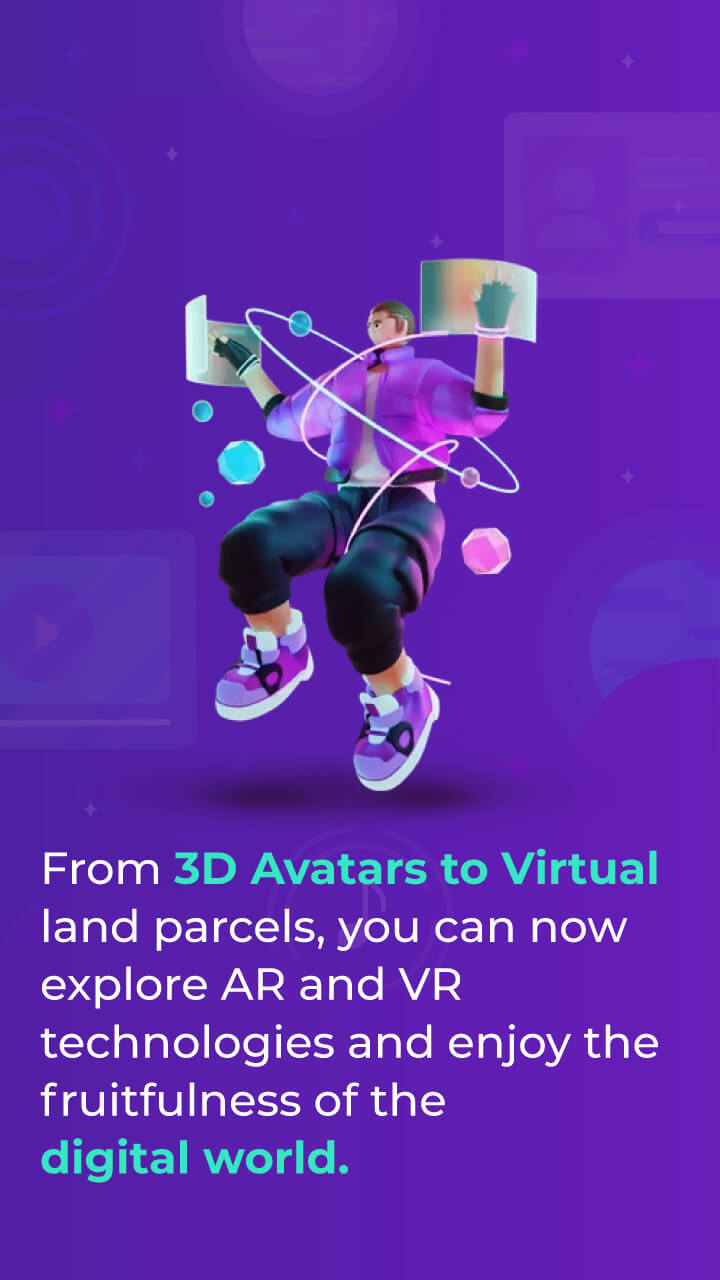 From 3D Avatars to Virtual
land parcels, you can now
explore AR and VR
technologies and enjoy the
fruitfulness of the
digital world.